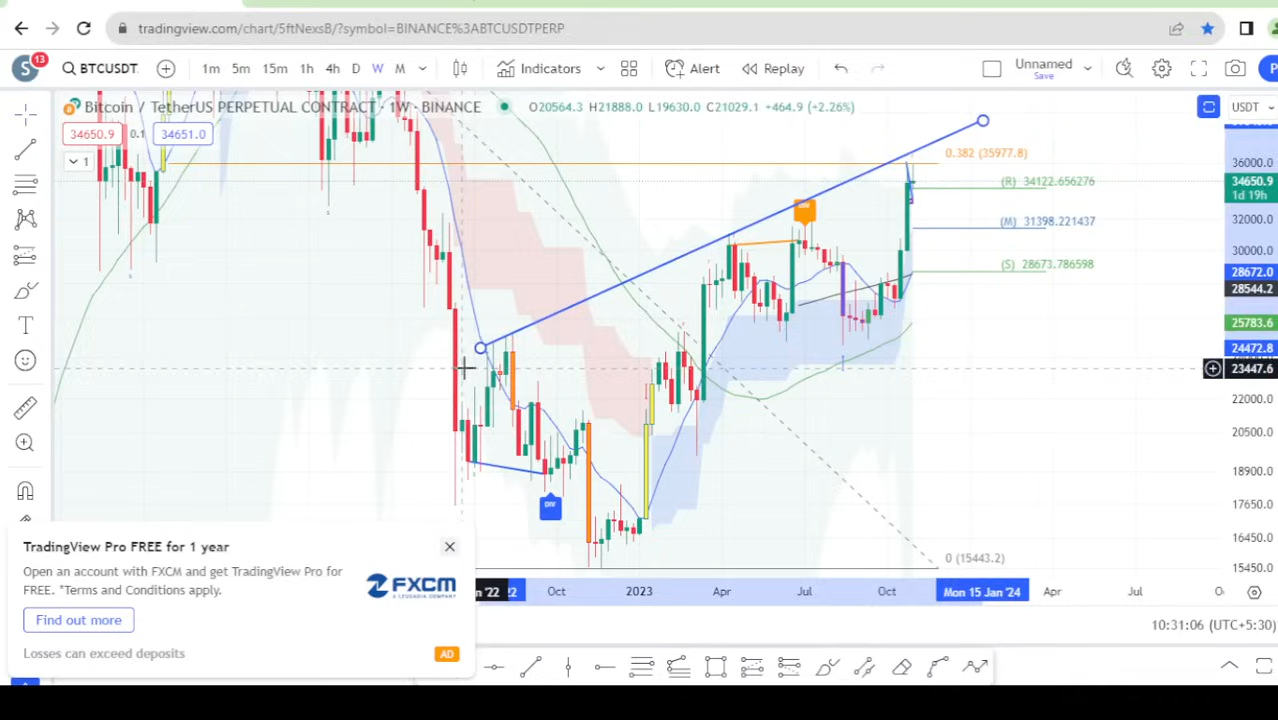 tradingview.com/chart/5ftNexsB/?symbol=BINANCE%3ABTCUSDTPERP
S 13 BTCUSDT. 1m 5m 15m 1h 4h D W M Indicators Alert Replay Unnamed
Save
Bitcoin / TetherUS PERPETUAL CONTRACT · 1W · BINANCE O20564.3 H21888.0 L19630.0 C21029.1 +464.9 (+2.26%) USDT
34650.9 0.1 34651.0
1
0.382 (35977.8)
36000.0
(R) 34122.656276
34650.9
1d 19h
(M) 31398.221437
32000.0
30000.0
(S) 28673.786598
28672.0
28544.2
25783.6
24472.8
23447.6
22000.0
20500.0
18900.0
DIV
17650.0
16450.0
0 (15443.2)
15450.0
Oct 2023 Apr Jul Oct Mon 15 Jan '24 Apr Jul
TradingView Pro FREE for 1 year
Open an account with FXCM and get TradingView Pro for
FREE. *Terms and Conditions apply.
FXCM
Find out more
Losses can exceed deposits
AD
10:31:06 (UTC+5:30)